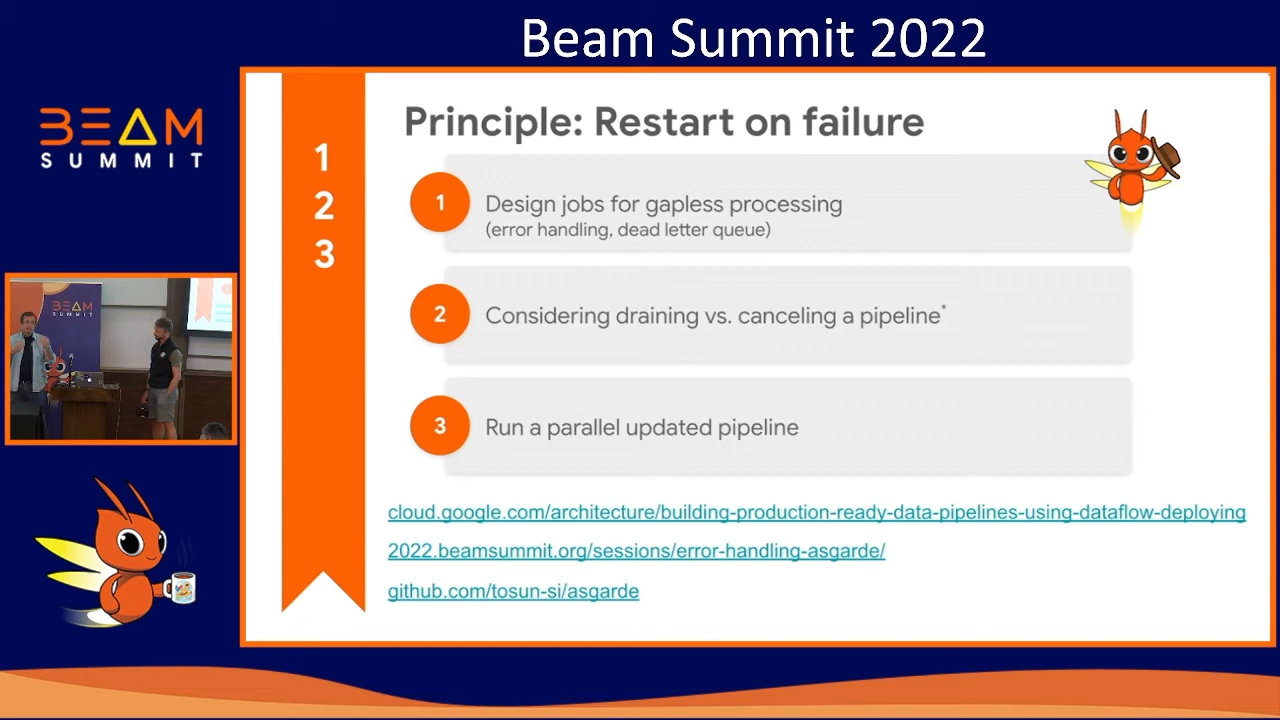 Beam Summit 2022
BEAM
SUMMIT
1
2
3
Principle: Restart on failure
1
Design jobs for gapless processing
(error handling, dead letter queue)
2
Considering draining vs. canceling a pipeline*
3
Run a parallel updated pipeline
cloud.google.com/architecture/building-production-ready-data-pipelines-using-dataflow-deploying
2022.beamsummit.org/sessions/error-handling-asgarde/
github.com/tosun-si/asgarde
BEAM
SUMMIT